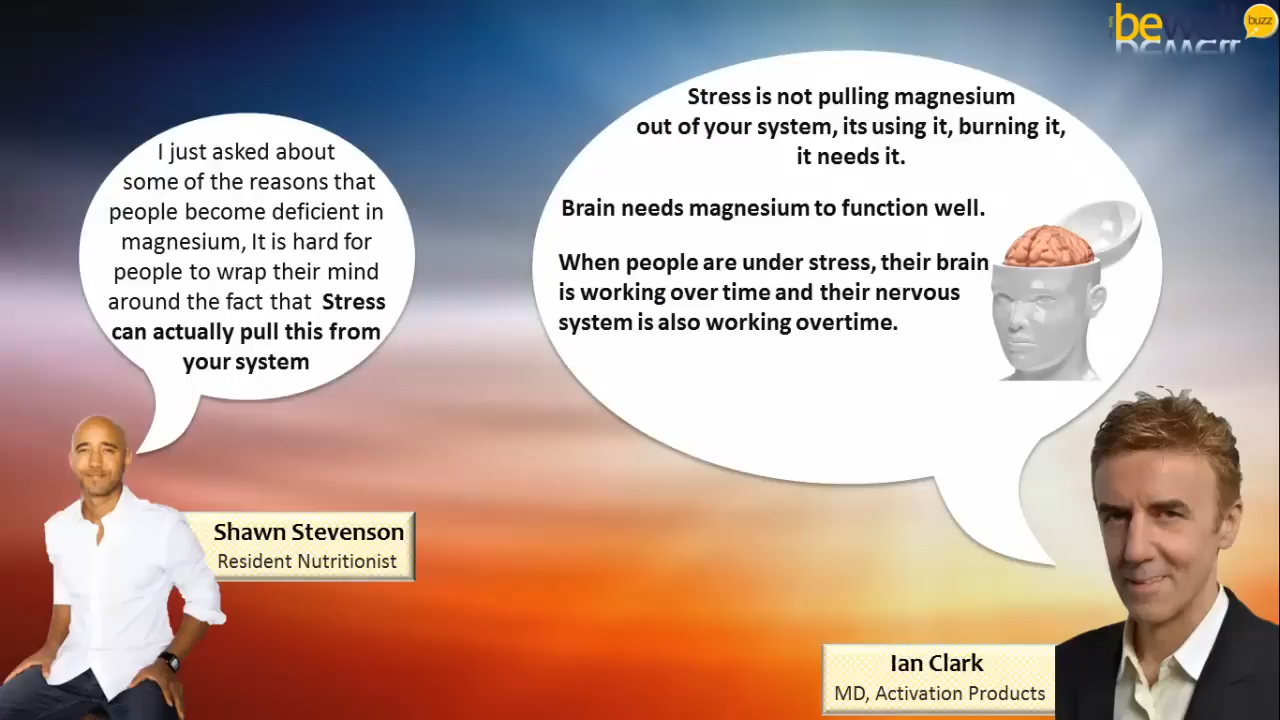 be well
buzz
I just asked about
some of the reasons that
people become deficient in
magnesium, It is hard for
people to wrap their mind
around the fact that Stress
can actually pull this from
your system
Stress is not pulling magnesium
out of your system, its using it, burning it,
it needs it.
Brain needs magnesium to function well.
When people are under stress, their brain
is working over time and their nervous
system is also working overtime.
Shawn Stevenson
Resident Nutritionist
Ian Clark
MD, Activation Products